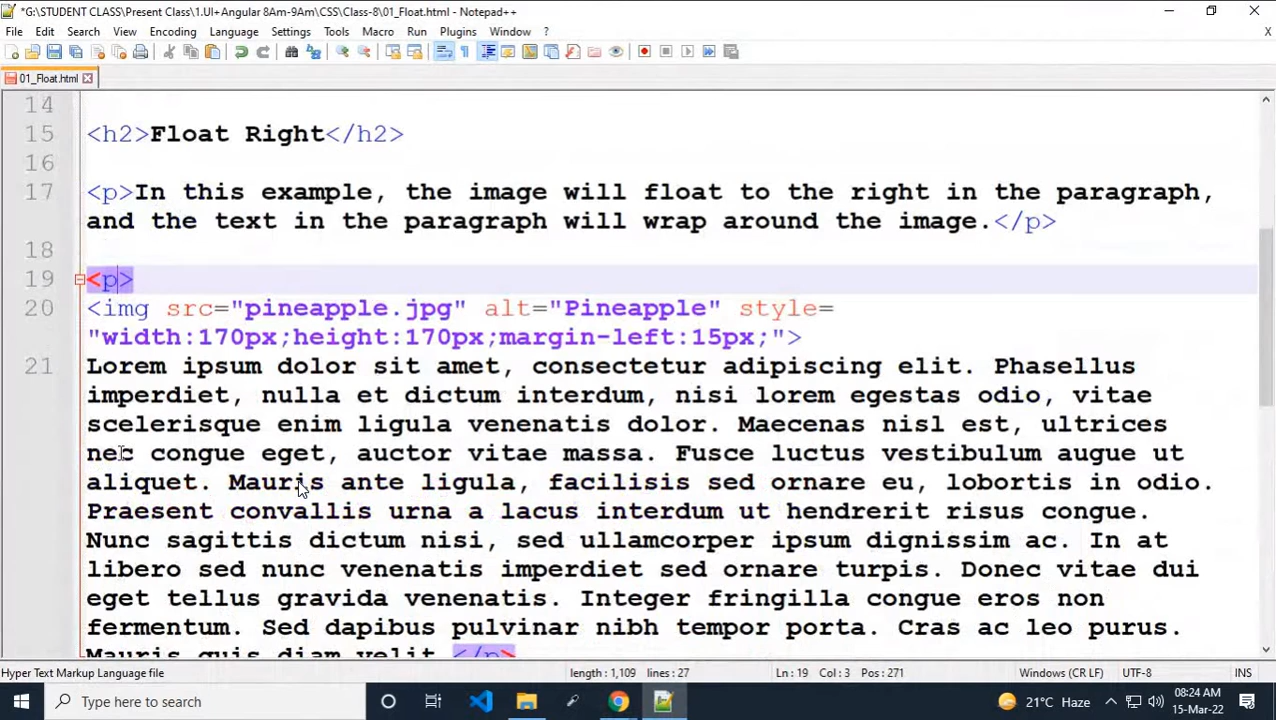 *G:\STUDENT CLASS\Present Class\1.UI+Angular 8Am-9Am\CSS\Class-8\01_Float.html - Notepad++
File Edit Search View Encoding Language Settings Tools Macro Run Plugins Window ? X
01_Float.html
14
15 <h2>Float Right</h2>
16
17 <p>In this example, the image will float to the right in the paragraph,
and the text in the paragraph will wrap around the image.</p>
18
19 <p>
20 <img src="pineapple.jpg" alt="Pineapple" style=
"width:170px;height:170px;margin-left:15px;">
21 Lorem ipsum dolor sit amet, consectetur adipiscing elit. Phasellus
imperdiet, nulla et dictum interdum, nisi lorem egestas odio, vitae
scelerisque enim ligula venenatis dolor. Maecenas nisl est, ultrices
nec congue eget, auctor vitae massa. Fusce luctus vestibulum augue ut
aliquet. Mauris ante ligula, facilisis sed ornare eu, lobortis in odio.
Praesent convallis urna a lacus interdum ut hendrerit risus congue.
Nunc sagittis dictum nisi, sed ullamcorper ipsum dignissim ac. In at
libero sed nunc venenatis imperdiet sed ornare turpis. Donec vitae dui
eget tellus gravida venenatis. Integer fringilla congue eros non
fermentum. Sed dapibus pulvinar nibh tempor porta. Cras ac leo purus.
Mauris quis diam velit.</p>
Hyper Text Markup Language file length : 1,109 lines : 27 Ln : 19 Col : 3 Pos : 271 Windows (CR LF) UTF-8 INS
Type here to search 21°C Haze 08:24 AM
15-Mar-22